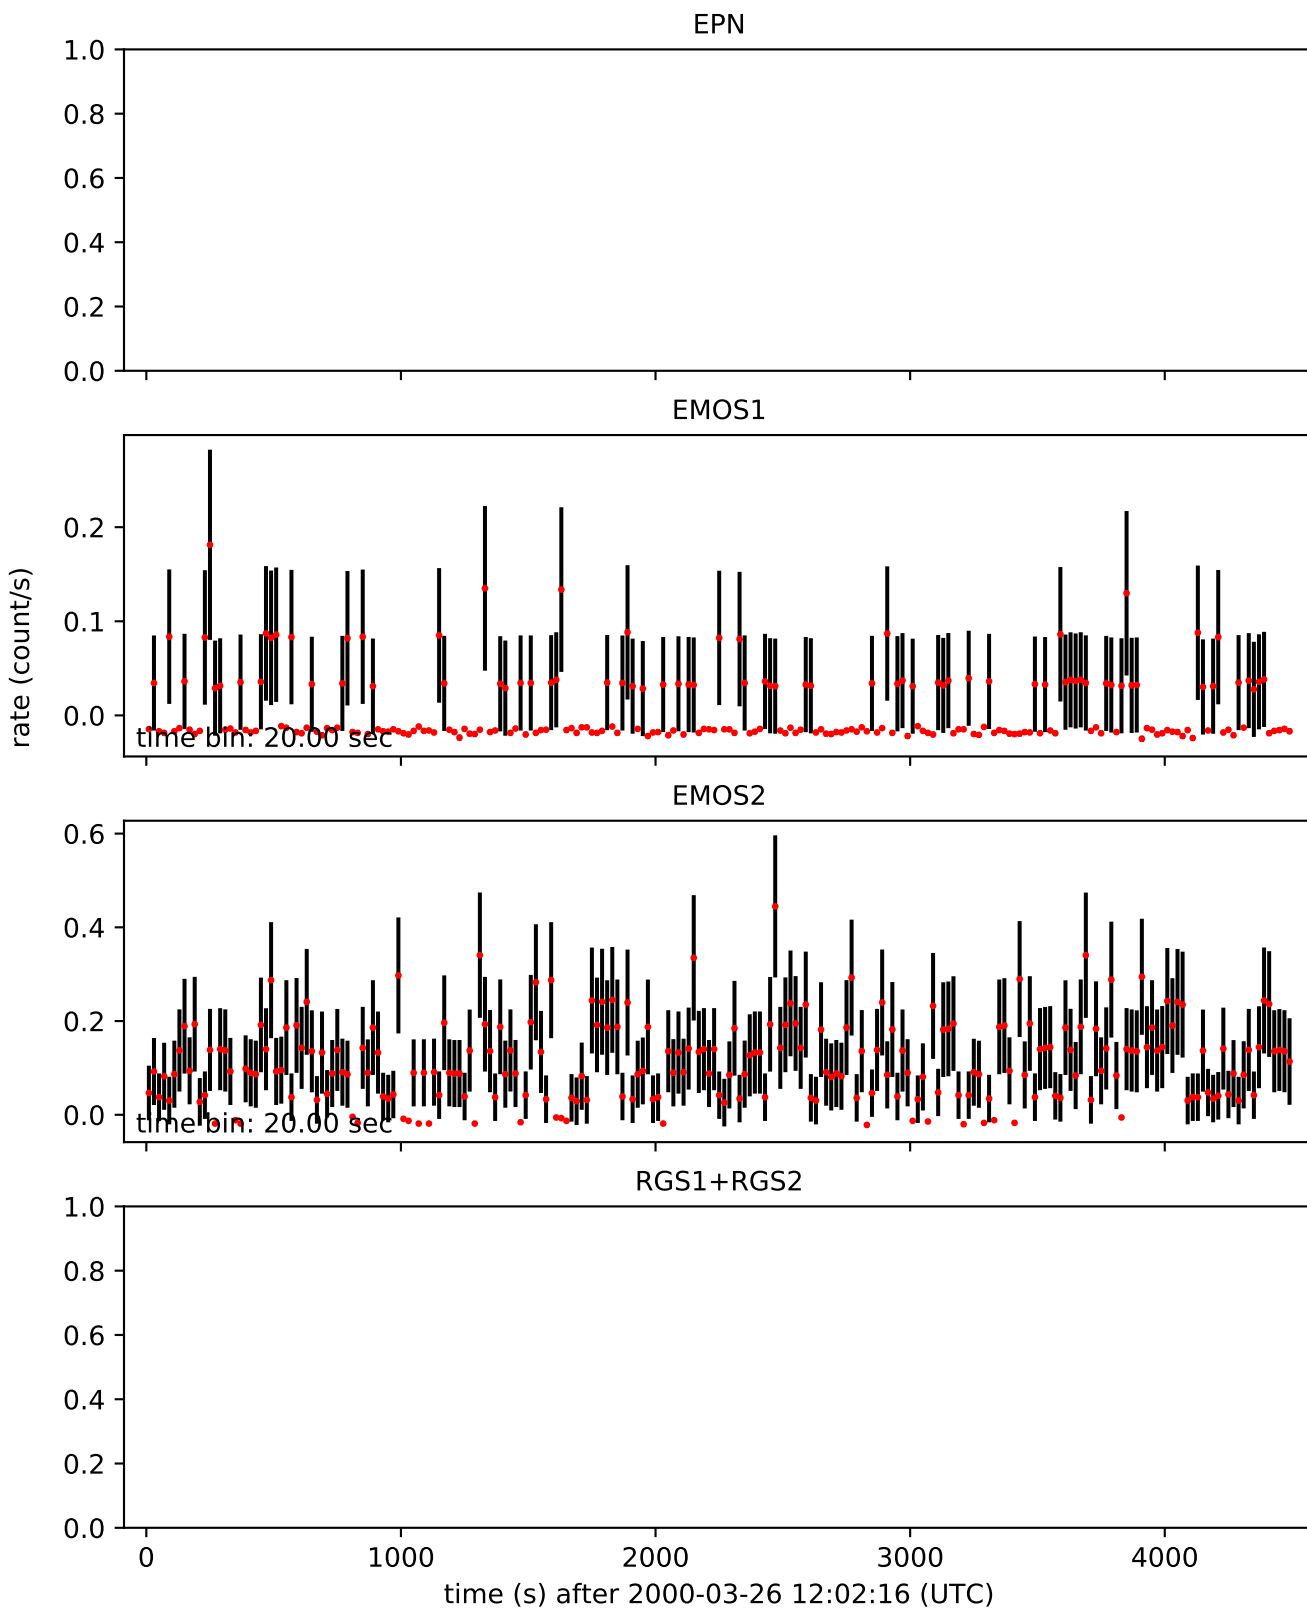 EPN
1.0
0.8
0.6
0.4
0.2
0.0
EMOS1
0.2
0.1
0.0
rate (count/s)
time bin: 20.00 sec
EMOS2
0.6
0.4
0.2
0.0
time bin: 20.00 sec
RGS1+RGS2
1.0
0.8
0.6
0.4
0.2
0.0
0 1000 2000 3000 4000
time (s) after 2000-03-26 12:02:16 (UTC)